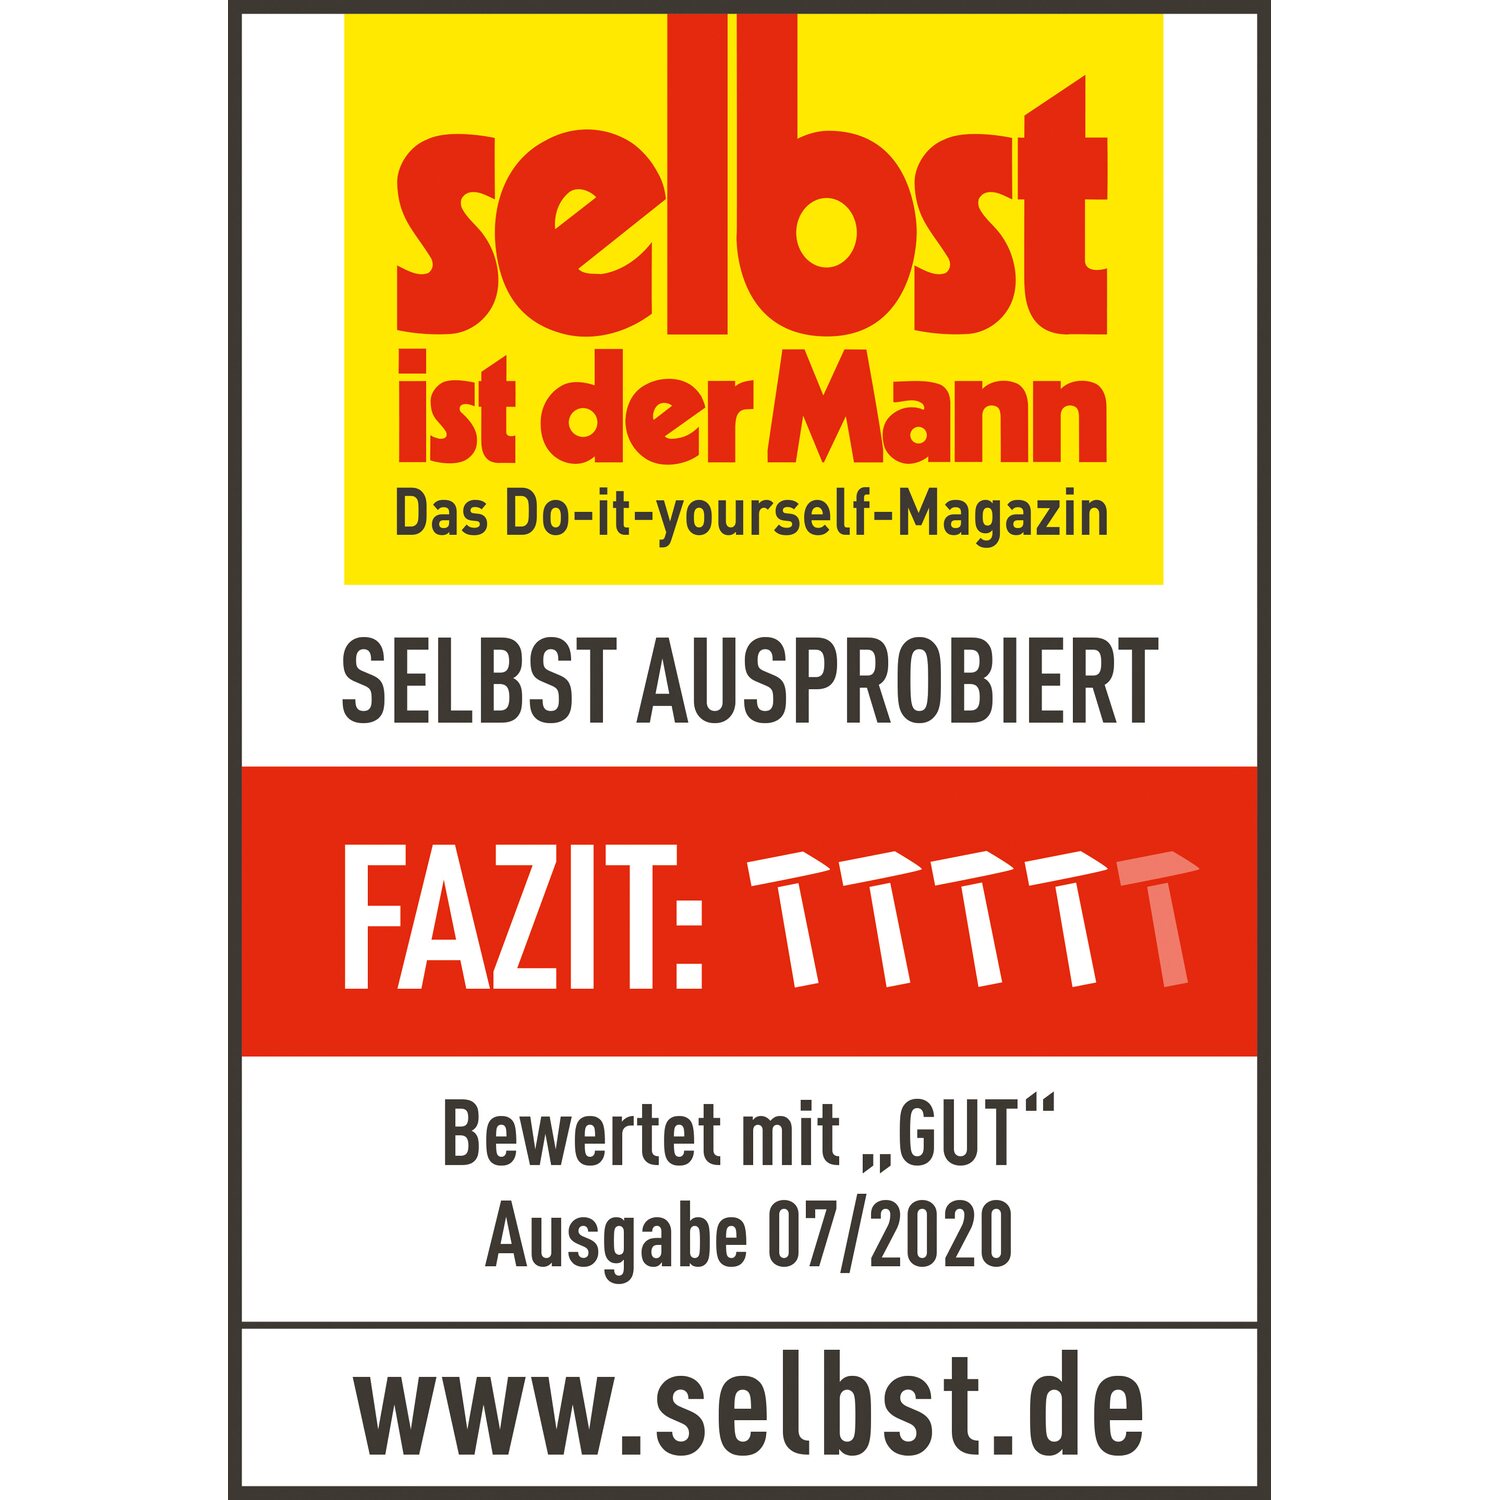 selbst
ist der Mann
Das Do-it-yourself-Magazin
SELBST AUSPROBIERT
FAZIT:
Bewertet mit „GUT“
Ausgabe 07/2020
www.selbst.de